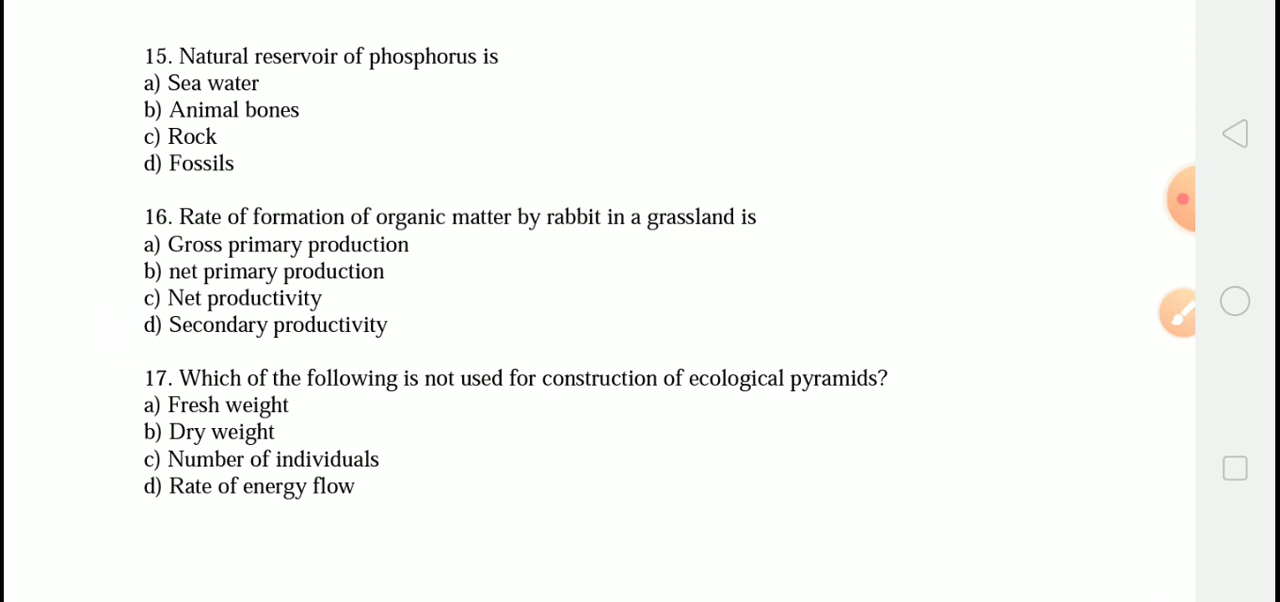 15. Natural reservoir of phosphorus is
a) Sea water
b) Animal bones
c) Rock
d) Fossils
16. Rate of formation of organic matter by rabbit in a grassland is
a) Gross primary production
b) net primary production
c) Net productivity
d) Secondary productivity
17. Which of the following is not used for construction of ecological pyramids?
a) Fresh weight
b) Dry weight
c) Number of individuals
d) Rate of energy flow